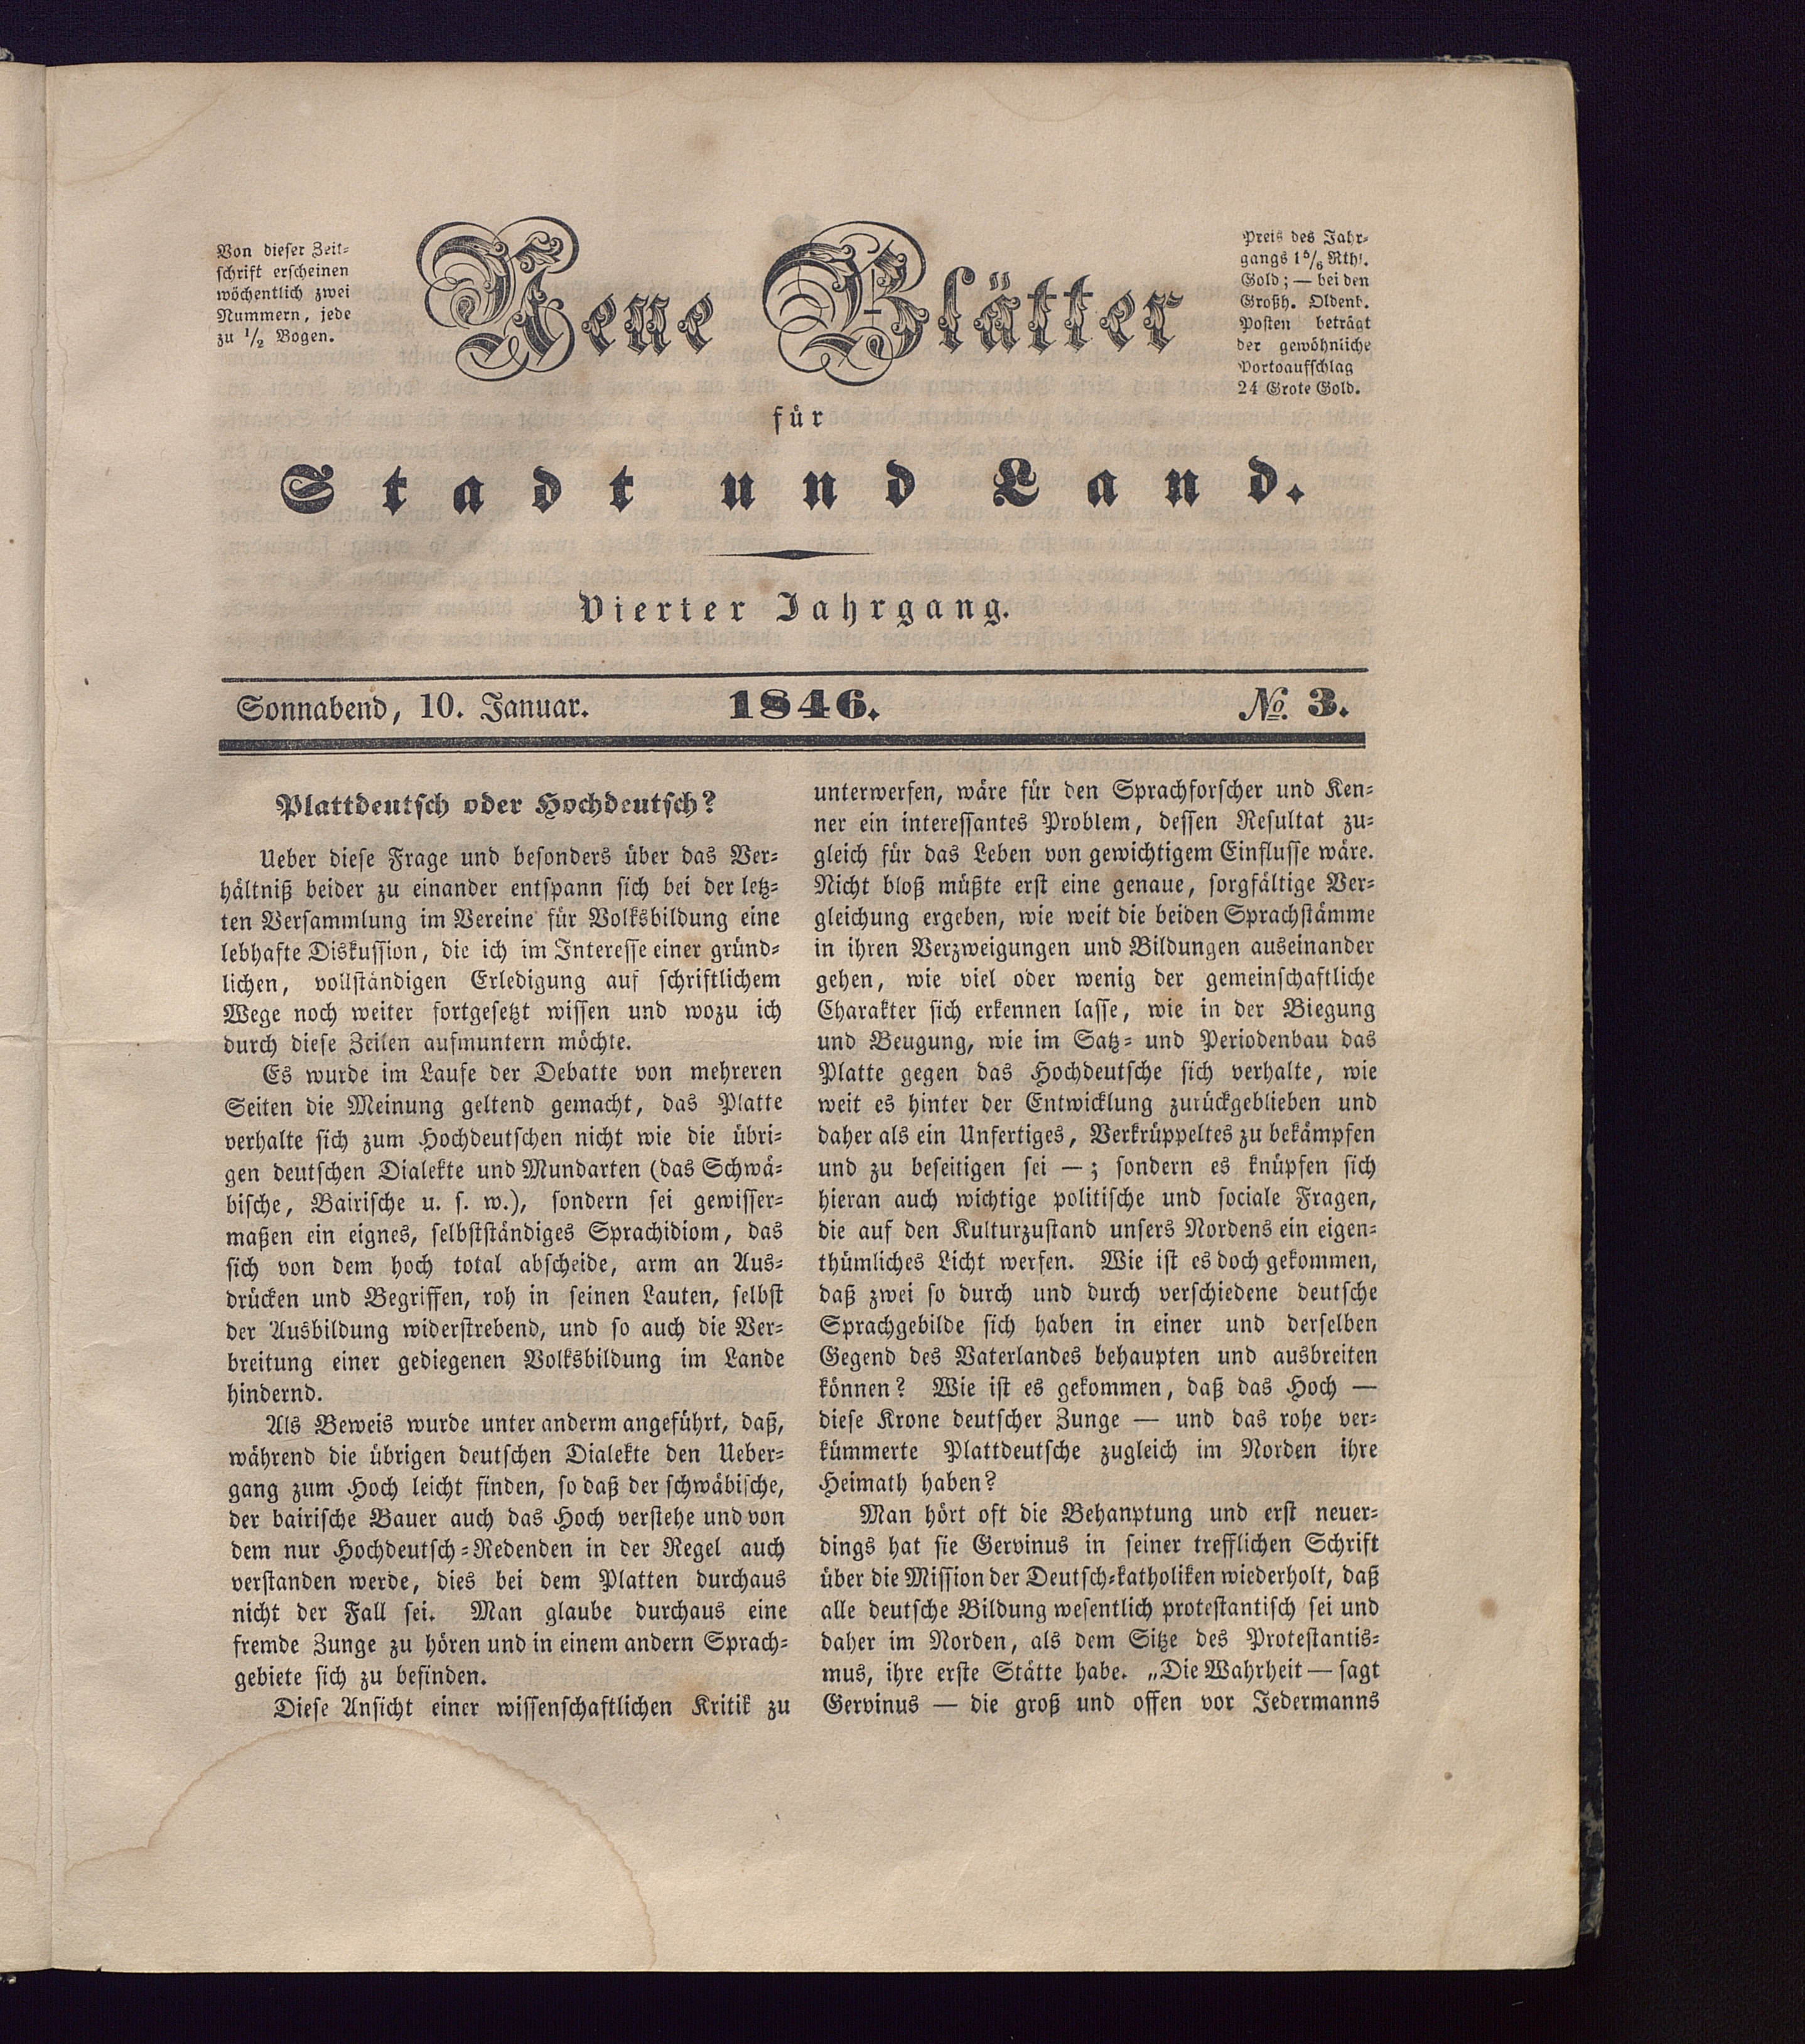 Von dieser Zeit-
schrift erscheinen
wöchentlich zwei
Nummern, jede
zu 1/2 Bogen.
Neue Blätter
Preis des Jahr-
gangs 1 5/6 Rthl.
Gold; — bei den
Großh. Oldenb.
Posten beträgt
der gewöhnliche
Portoaufschlag
24 Grote Gold.
für
Stadt und Land.
Vierter Jahrgang.
Sonnabend, 10. Januar. 1846. No. 3.
Plattdeutsch oder Hochdeutsch?
Ueber diese Frage und besonders über das Ver-
hältniß beider zu einander entspann sich bei der letz-
ten Versammlung im Vereine für Volksbildung eine
lebhafte Diskussion, die ich im Interesse einer gründ-
lichen, vollständigen Erledigung auf schriftlichem
Wege noch weiter fortgesetzt wissen und wozu ich
durch diese Zeilen aufmuntern möchte.
Es wurde im Laufe der Debatte von mehreren
Seiten die Meinung geltend gemacht, das Platte
verhalte sich zum Hochdeutschen nicht wie die übri-
gen deutschen Dialekte und Mundarten (das Schwä-
bische, Bairische u. s. w.), sondern sei gewisser-
maßen ein eignes, selbstständiges Sprachidiom, das
sich von dem hoch total abscheide, arm an Aus-
drücken und Begriffen, roh in seinen Lauten, selbst
der Ausbildung widerstrebend, und so auch die Ver-
breitung einer gediegenen Volksbildung im Lande
hindernd.
Als Beweis wurde unter anderm angeführt, daß,
während die übrigen deutschen Dialekte den Ueber-
gang zum Hoch leicht finden, so daß der schwäbische,
der bairische Bauer auch das Hoch verstehe und von
dem nur Hochdeutsch-Redenden in der Regel auch
verstanden werde, dies bei dem Platten durchaus
nicht der Fall sei. Man glaube durchaus eine
fremde Zunge zu hören und in einem andern Sprach-
gebiete sich zu befinden.
Diese Ansicht einer wissenschaftlichen Kritik zu
unterwerfen, wäre für den Sprachforscher und Ken-
ner ein interessantes Problem, dessen Resultat zu-
gleich für das Leben von gewichtigem Einflusse wäre.
Nicht bloß müßte erst eine genaue, sorgfältige Ver-
gleichung ergeben, wie weit die beiden Sprachstämme
in ihren Verzweigungen und Bildungen auseinander
gehen, wie viel oder wenig der gemeinschaftliche
Charakter sich erkennen lasse, wie in der Biegung
und Beugung, wie im Satz- und Periodenbau das
Platte gegen das Hochdeutsche sich verhalte, wie
weit es hinter der Entwicklung zurückgeblieben und
daher als ein Unfertiges, Verkrüppeltes zu bekämpfen
und zu beseitigen sei —; sondern es knüpfen sich
hieran auch wichtige politische und sociale Fragen,
die auf den Kulturzustand unsers Nordens ein eigen-
thümliches Licht werfen. Wie ist es doch gekommen,
daß zwei so durch und durch verschiedene deutsche
Sprachgebilde sich haben in einer und derselben
Gegend des Vaterlandes behaupten und ausbreiten
können? Wie ist es gekommen, daß das Hoch —
diese Krone deutscher Zunge — und das rohe ver-
kümmerte Plattdeutsche zugleich im Norden ihre
Heimath haben?
Man hört oft die Behanptung und erst neuer-
dings hat sie Gervinus in seiner trefflichen Schrift
über die Mission der Deutsch-katholiken wiederholt, daß
alle deutsche Bildung wesentlich protestantisch sei und
daher im Norden, als dem Sitze des Protestantis-
mus, ihre erste Stätte habe. „Die Wahrheit — sagt
Gervinus — die groß und offen vor Jedermanns